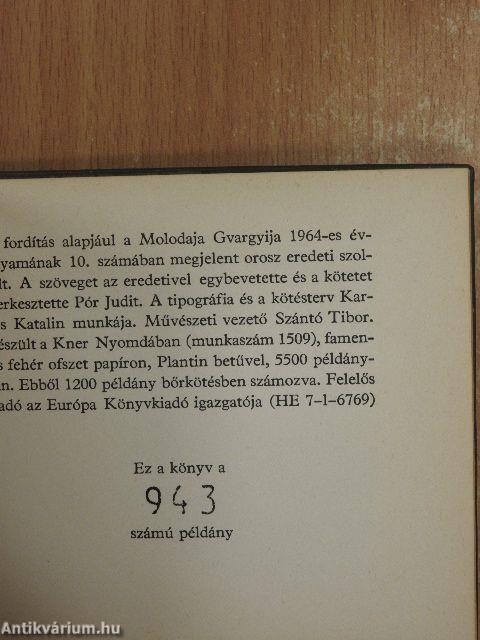 fordítás alapjául a Molodaja Gvargyija 1964-es év-
yamának 10. számában megjelent orosz eredeti szol-
lt. A szöveget az eredetivel egybevetette és a kötetet
erkesztette Pór Judit. A tipográfia és a kötésterv Kar-
s Katalin munkája. Művészeti vezető Szántó Tibor.
észült a Kner Nyomdában (munkaszám 1509), famen-
s fehér ofszet papíron, Plantin betűvel, 5500 példány-
n. Ebből 1200 példány bőrkötésben számozva. Felelős
adó az Európa Könyvkiadó igazgatója (HE 7-1-6769)
Ez a könyv a
943
számú példány
Antikvárium.hu